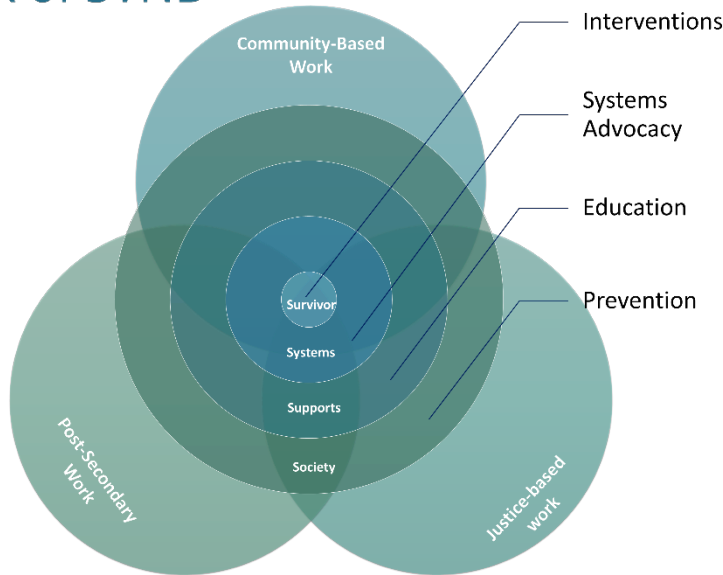 Community-Based
Work
Interventions
Systems
Advocacy
Education
Prevention
Survivor
Systems
Supports
Society
Post-Secondary
Work
Justice-based
work